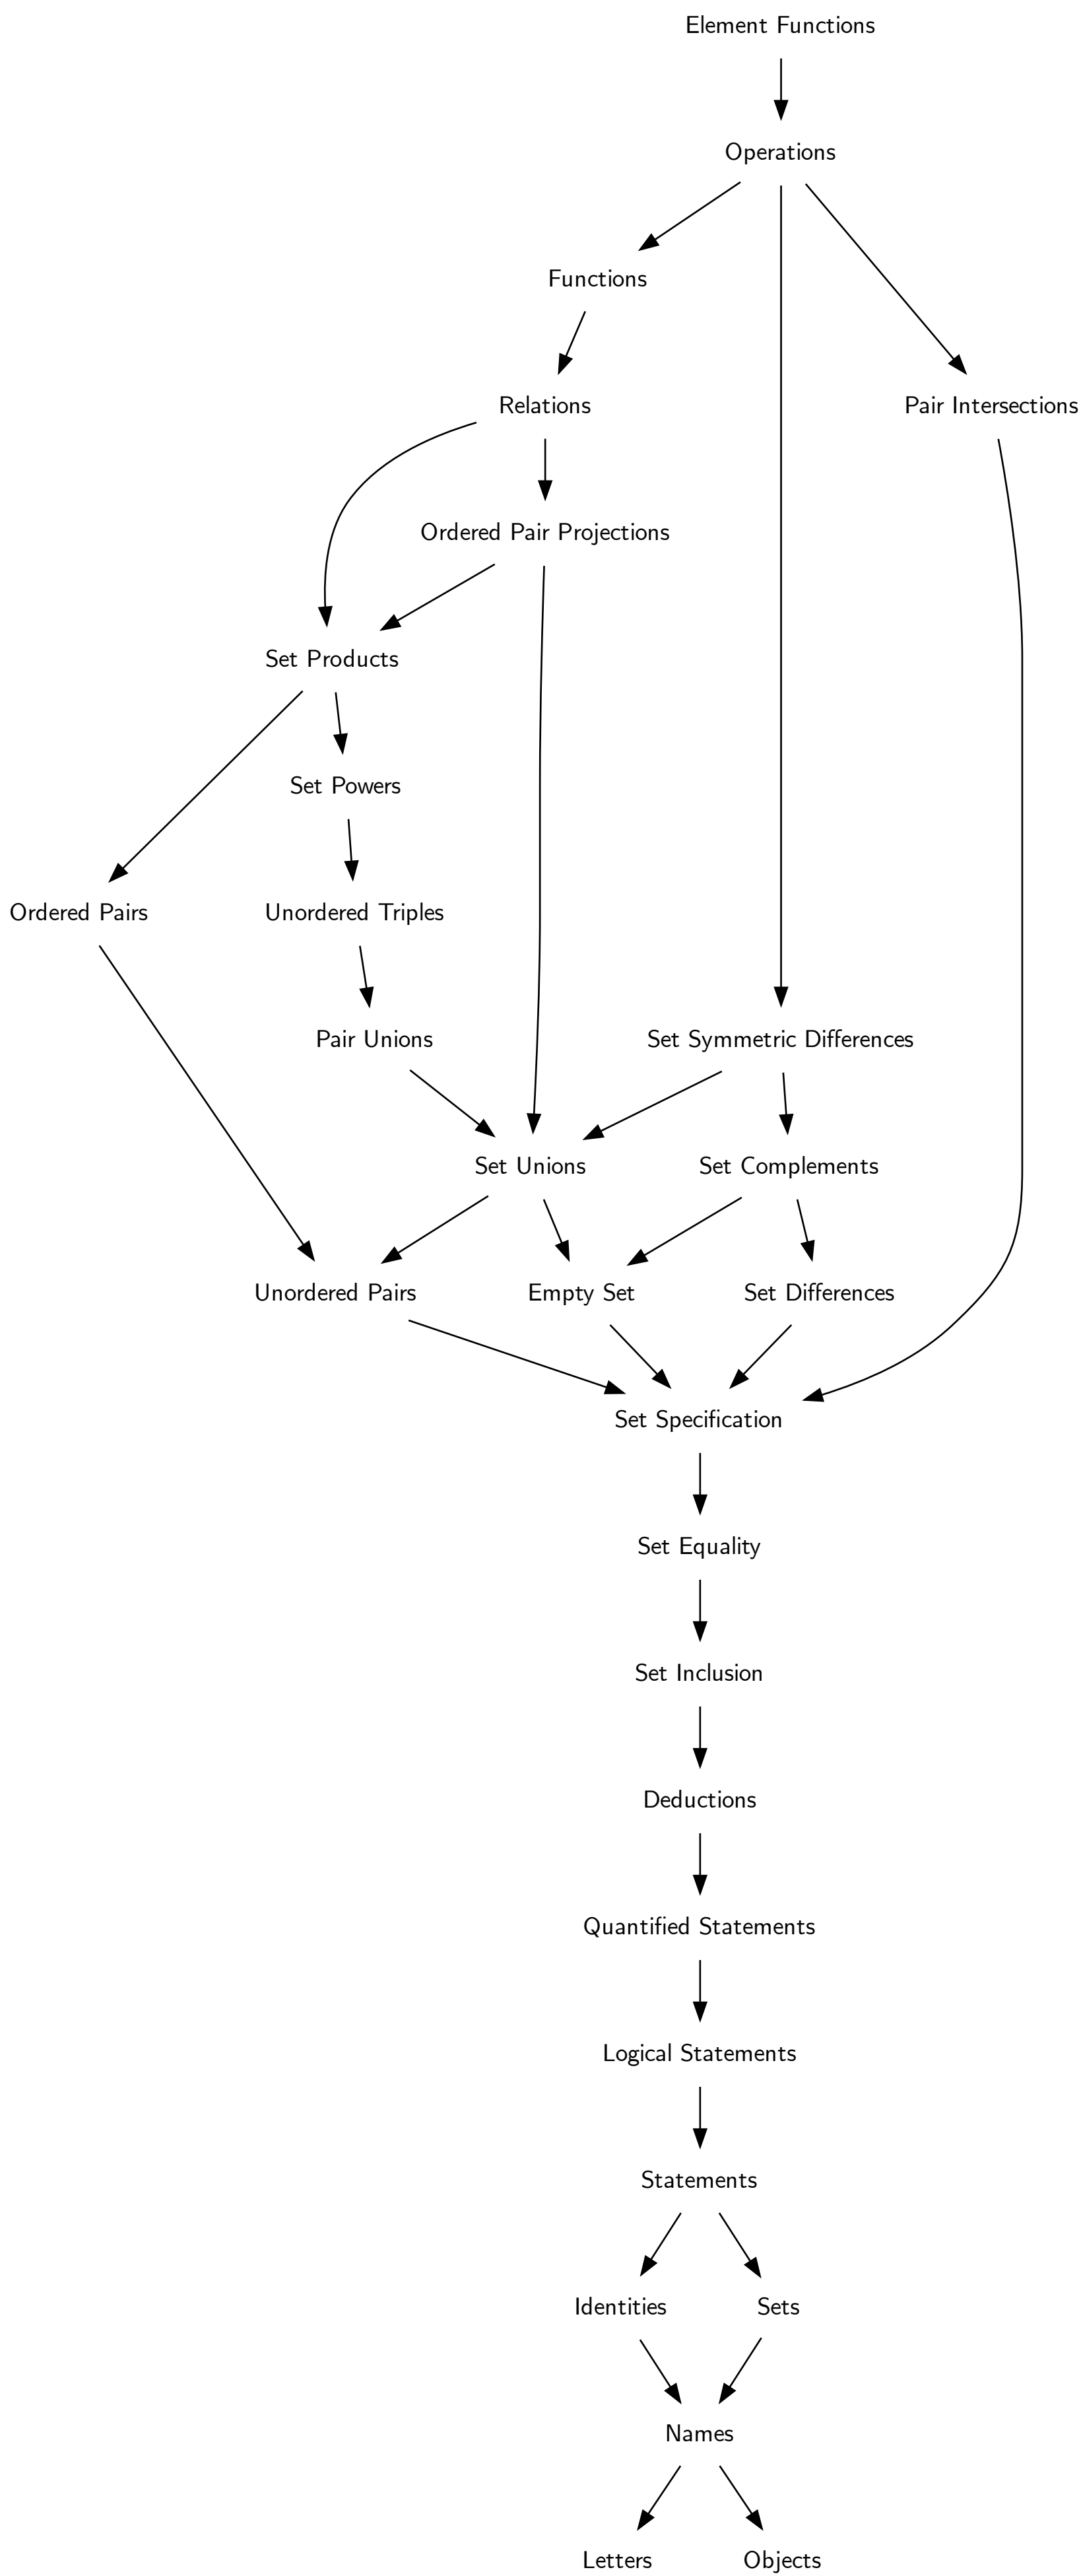 Element Functions
Operations
Functions
Relations
Pair Intersections
Ordered Pair Projections
Set Products
Set Powers
Ordered Pairs
Unordered Triples
Pair Unions
Set Symmetric Differences
Set Unions
Set Complements
Unordered Pairs
Empty Set
Set Differences
Set Specification
Set Equality
Set Inclusion
Deductions
Quantified Statements
Logical Statements
Statements
Identities
Sets
Names
Letters
Objects